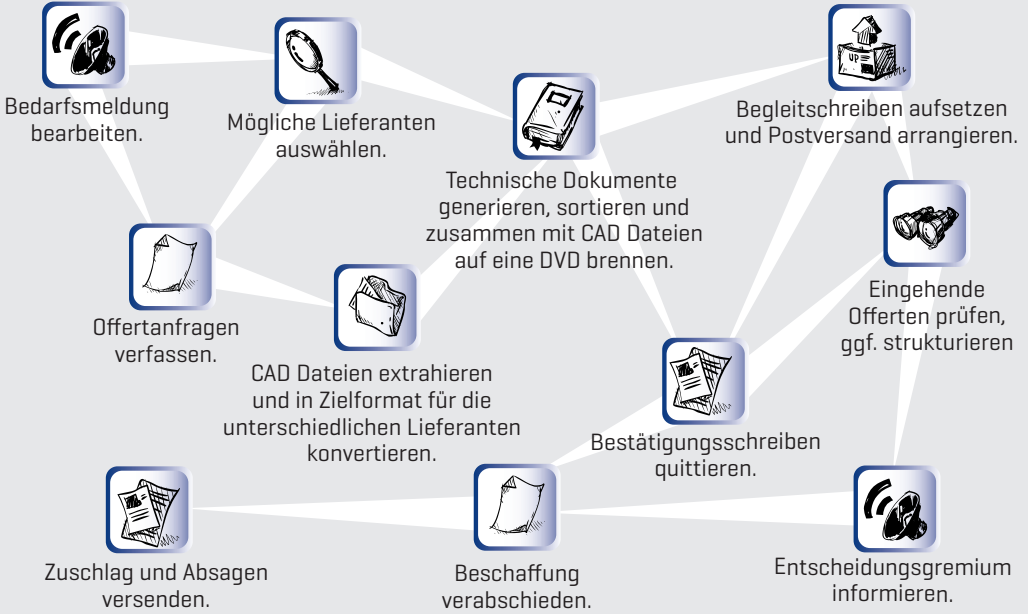 Bedarfsmeldung
bearbeiten.
Mögliche Lieferanten
auswählen.
Technische Dokumente
generieren, sortieren und
zusammen mit CAD Dateien
auf eine DVD brennen.
UP
Begleitschreiben aufsetzen
und Postversand arrangieren.
Offertanfragen
verfassen.
CAD Dateien extrahieren
und in Zielformat für die
unterschiedlichen Lieferanten
konvertieren.
Eingehende
Offerten prüfen,
ggf. strukturieren
Bestätigungsschreiben
quittieren.
Zuschlag und Absagen
versenden.
Beschaffung
verabschieden.
Entscheidungsgremium
informieren.